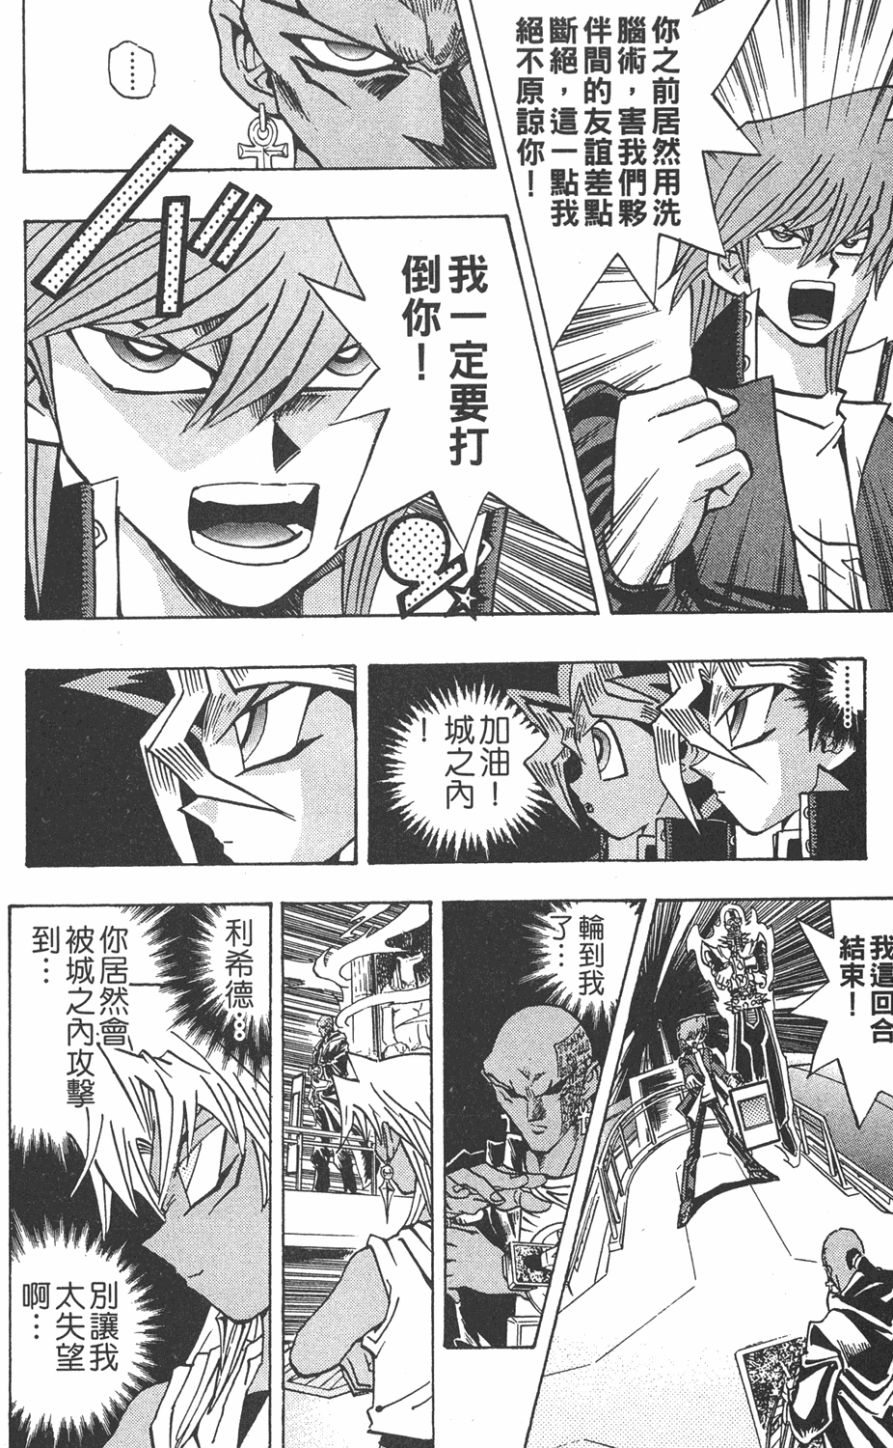 你之前居然用洗
腦術，害我們夥
伴間的友誼差點
斷絕，這一點我
絕不原諒你！
⋯⋯
我一定要打
倒你！
⋯⋯⋯
加油！
城之內
！
我這回合
結束！
輪到我
了⋯
利希德⋯
你居然會
被城之內攻擊
到⋯
別讓我
太失望
啊⋯